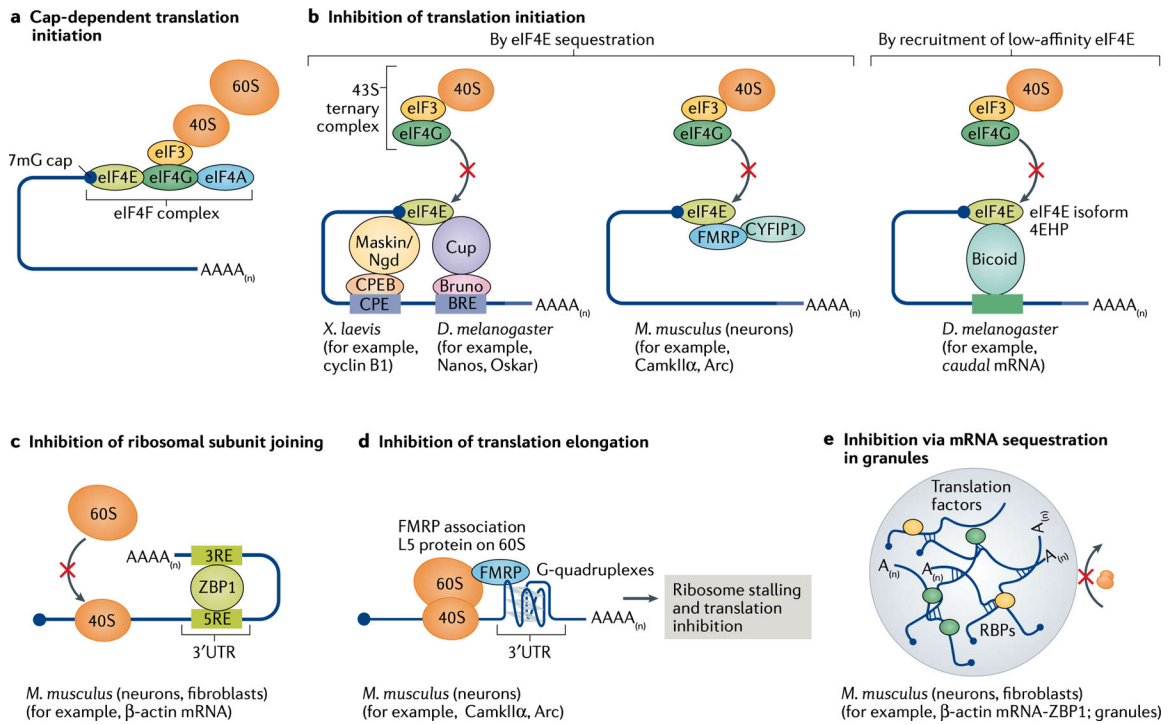 a Cap-dependent translation
initiation
60S
40S
eIF3
7mG cap
eIF4E
eIF4G
eIF4A
eIF4F complex
AAAA(n)
b Inhibition of translation initiation
By eIF4E sequestration
By recruitment of low-affinity eIF4E
43S
ternary
complex
40S
eIF3
eIF4G
eIF4E
Maskin/
Ngd
Cup
CPEB
Bruno
CPE
BRE
AAAA(n)
X. laevis
(for example,
cyclin B1)
D. melanogaster
(for example,
Nanos, Oskar)
40S
eIF3
eIF4G
eIF4E
FMRP
CYFIP1
AAAA(n)
M. musculus (neurons)
(for example,
CamkIIα, Arc)
40S
eIF3
eIF4G
eIF4E
eIF4E isoform
4EHP
Bicoid
AAAA(n)
D. melanogaster
(for example,
caudal mRNA)
c Inhibition of ribosomal subunit joining
60S
AAAA(n)
3RE
ZBP1
40S
5RE
3′UTR
M. musculus (neurons, fibroblasts)
(for example, β-actin mRNA)
d Inhibition of translation elongation
FMRP association
L5 protein on 60S
60S
FMRP
G-quadruplexes
40S
AAAA(n)
3′UTR
Ribosome stalling
and translation
inhibition
M. musculus (neurons)
(for example, CamkIIα, Arc)
e Inhibition via mRNA sequestration
in granules
Translation
factors
A(n)
A(n)
A(n)
A(n)
RBPs
M. musculus (neurons, fibroblasts)
(for example, β-actin mRNA-ZBP1; granules)